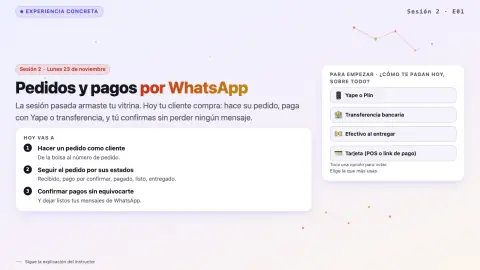 EXPERIENCIA CONCRETA
Sesión 2 · E01
Sesión 2 · Lunes 23 de noviembre
Pedidos y pagos por WhatsApp
La sesión pasada armaste tu vitrina. Hoy tu cliente compra: hace su pedido, paga
con Yape o transferencia, y tú confirmas sin perder ningún mensaje.
HOY VAS A
1 Hacer un pedido como cliente
De la bolsa al número de pedido.
2 Seguir el pedido por sus estados
Recibido, pago por confirmar, pagado, listo, entregado.
3 Confirmar pagos sin equivocarte
Y dejar listos tus mensajes de WhatsApp.
PARA EMPEZAR · ¿CÓMO TE PAGAN HOY,
SOBRE TODO?
Yape o Plin
Transferencia bancaria
Efectivo al entregar
Tarjeta (POS o link de pago)
Toca una opción para votar.
Elige la que más usas
Sigue la explicación del instructor